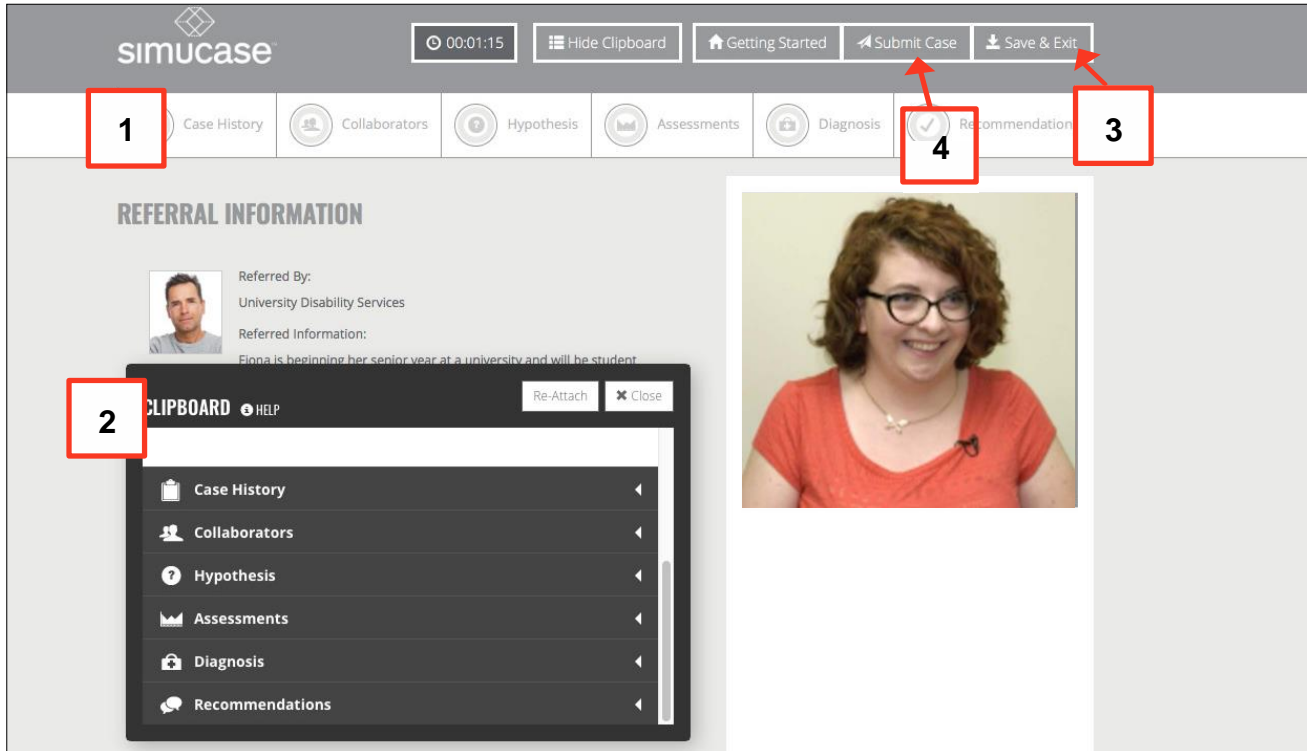 simucase
00:01:15 Hide Clipboard Getting Started Submit Case Save & Exit
1 Case History Collaborators Hypothesis Assessments Diagnosis 4 3
REFERRAL INFORMATION
Referred By:
University Disability Services
Referred Information:
Fiona is beginning her senior year at a university and will be student
2 CLIPBOARD HELP Re-Attach Close
Case History
Collaborators
Hypothesis
Assessments
Diagnosis
Recommendations